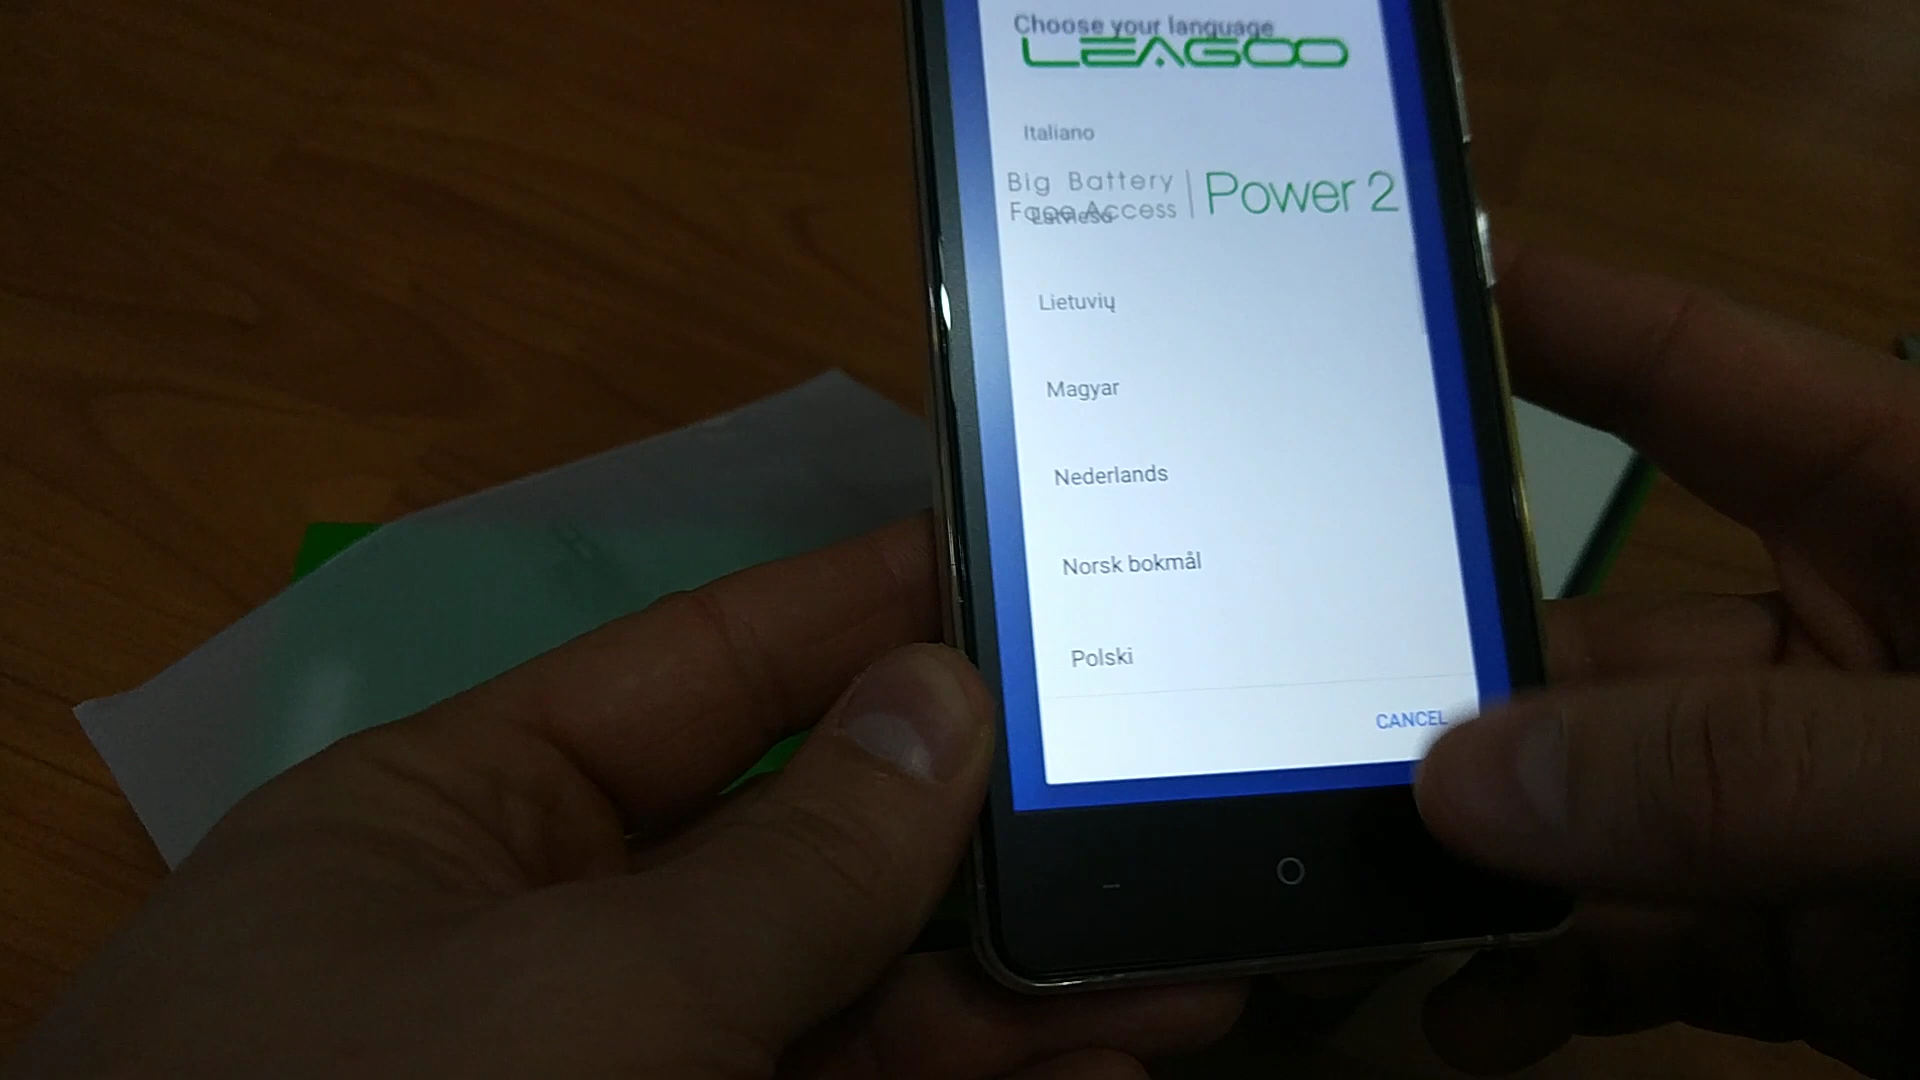 Choose your language
LEAGOO
Italiano
Big Battery
Face Access
Power 2
Lietuvių
Magyar
Nederlands
Norsk bokmål
Polski
CANCEL